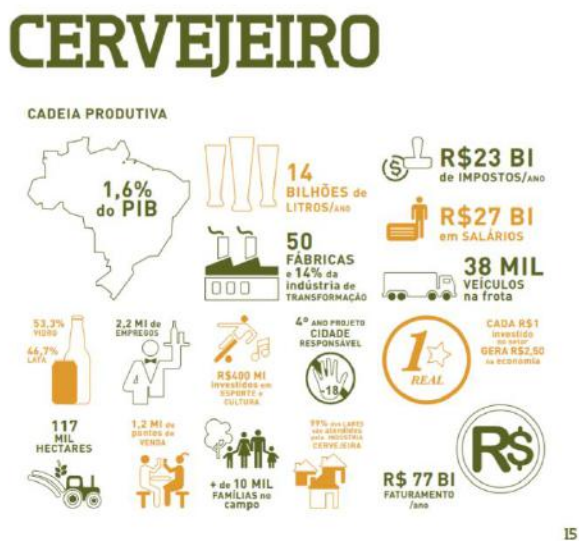 CERVEJEIRO
CADEIA PRODUTIVA
1,6%
do PIB
14
BILHÕES de
LITROS/ANO
R$23 BI
de IMPOSTOS/ANO
R$27 BI
em SALÁRIOS
50
FÁBRICAS
e 14% da
indústria de
TRANSFORMAÇÃO
38 MIL
VEÍCULOS
na frota
53,3%
VIDRO
46,7%
LATA
2,2 MI de
EMPREGOS
R$400 MI
investidos em
ESPORTE e
CULTURA
4º ANO PROJETO
CIDADE
RESPONSÁVEL
-18
1
REAL
CADA R$1
investido
no setor
GERA R$2,50
na economia
117
MIL
HECTARES
1,2 MI de
pontos de
VENDA
+ de 10 MIL
FAMÍLIAS no
campo
99% dos LARES
são atendidos
pela INDÚSTRIA
CERVEJEIRA
R$ 77 BI
FATURAMENTO
/ano
R$
$
15